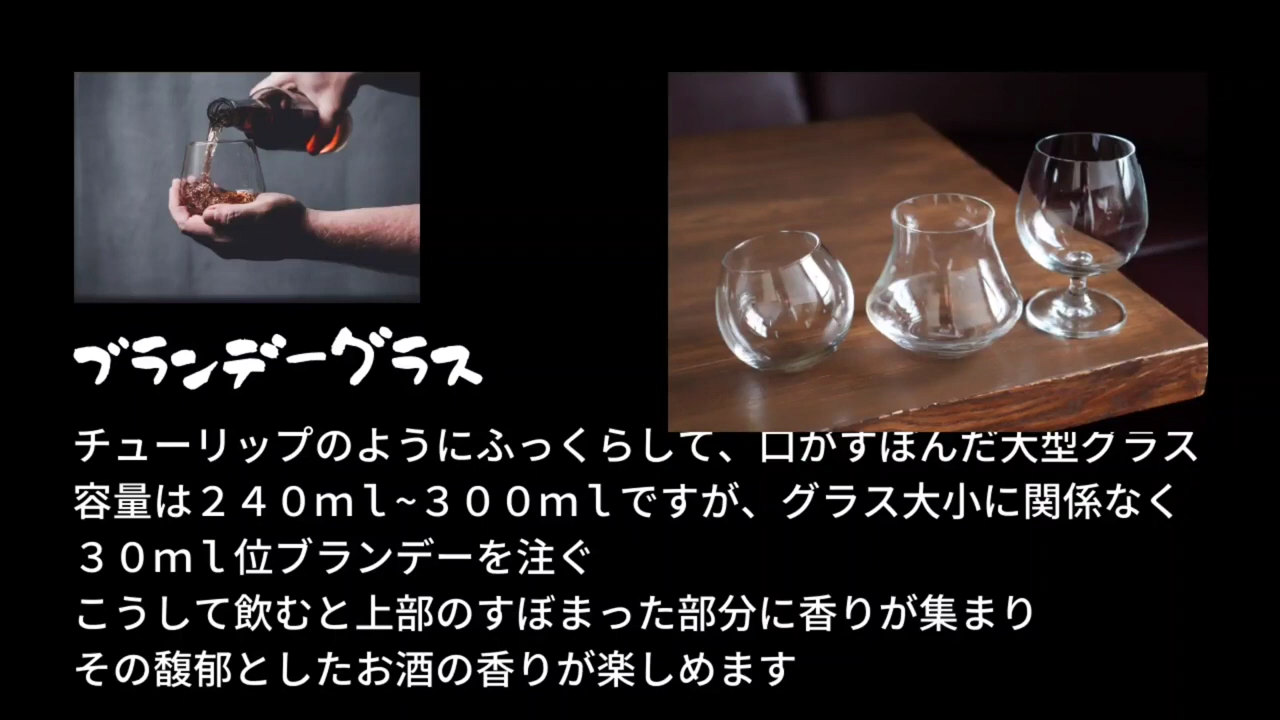 ブランデーグラス
チューリップのようにふっくらして、口がすぼんだ大型グラス
容量は２４０ｍｌ~３００ｍｌですが、グラス大小に関係なく
３０ｍｌ位ブランデーを注ぐ
こうして飲むと上部のすぼまった部分に香りが集まり
その馥郁としたお酒の香りが楽しめます